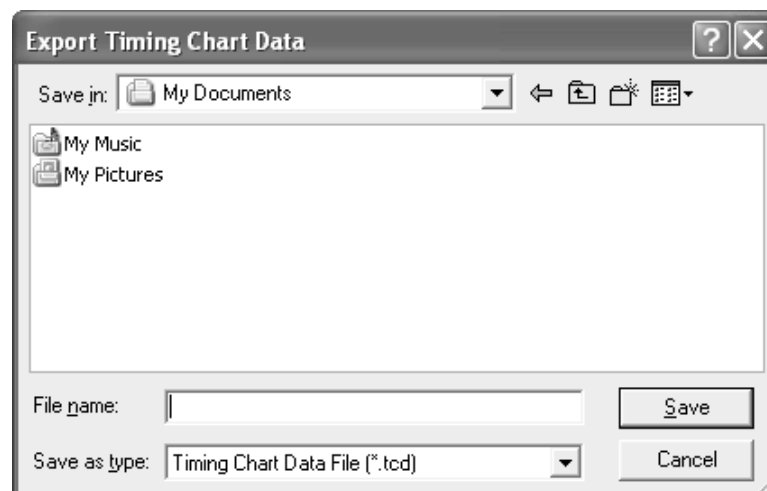 Export Timing Chart Data
Save in: My Documents
My Music
My Pictures
File name: Save
Save as type: Timing Chart Data File (*.tcd) Cancel